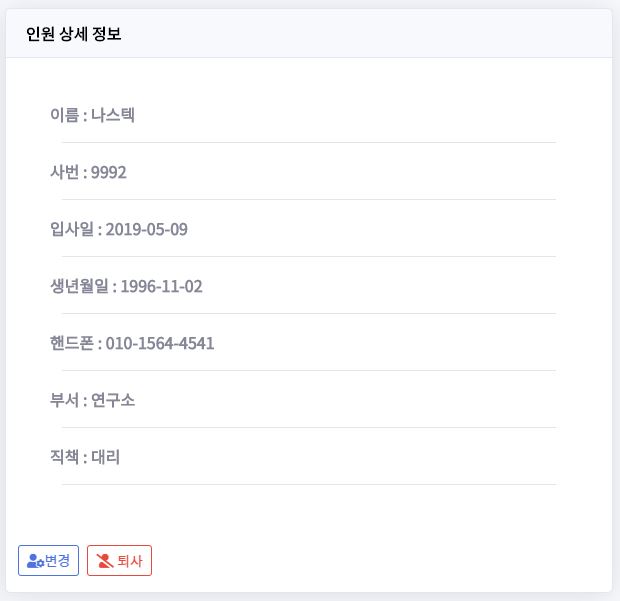 인원 상세 정보
이름 : 나스텍
사번 : 9992
입사일 : 2019-05-09
생년월일 : 1996-11-02
핸드폰 : 010-1564-4541
부서 : 연구소
직책 : 대리
변경 퇴사